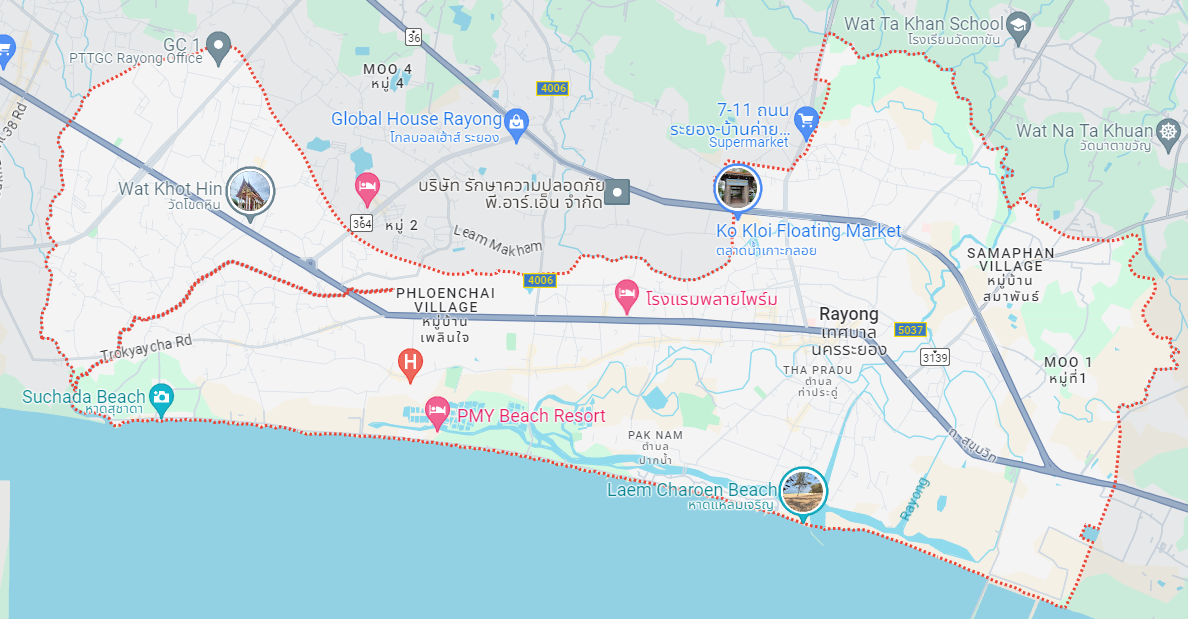 Wat Ta Khan School
โรงเรียนวัดตาขัน
36
GC 1
PTTGC Rayong Office
MOO 4
หมู่ 4
4006
7-11 ถนน
ระยอง-บ้านค่าย...
Supermarket
Global House Rayong
โกลบอลเฮ้าส์ ระยอง
Wat Na Ta Khuan
วัดนาตาขวัญ
38 Rd
Wat Khot Hin
วัดโขดหิน
บริษัท รักษาความปลอดภัย
พี.อาร์.เอ็น จำกัด
364
หมู่ 2
Leam Makham
Ko Kloi Floating Market
ตลาดน้ำเกาะกลอย
SAMAPHAN
VILLAGE
หมู่บ้าน
สมาพันธ์
4006
PHLOENCHAI
VILLAGE
หมู่บ้าน
เพลินใจ
โรงแรมพลายไพร์ม
Rayong
เทศบาล
นครระยอง
5037
3139
Trokyaycha Rd
H
THA PRADU
ตำบล
ท่าประดู่
MOO 1
หมู่ที่1
Suchada Beach
หาดสุชาดา
PMY Beach Resort
PAK NAM
ตำบล
ปากน้ำ
ถ. สุขุมวิท
Laem Charoen Beach
หาดแหลมเจริญ
Rayong